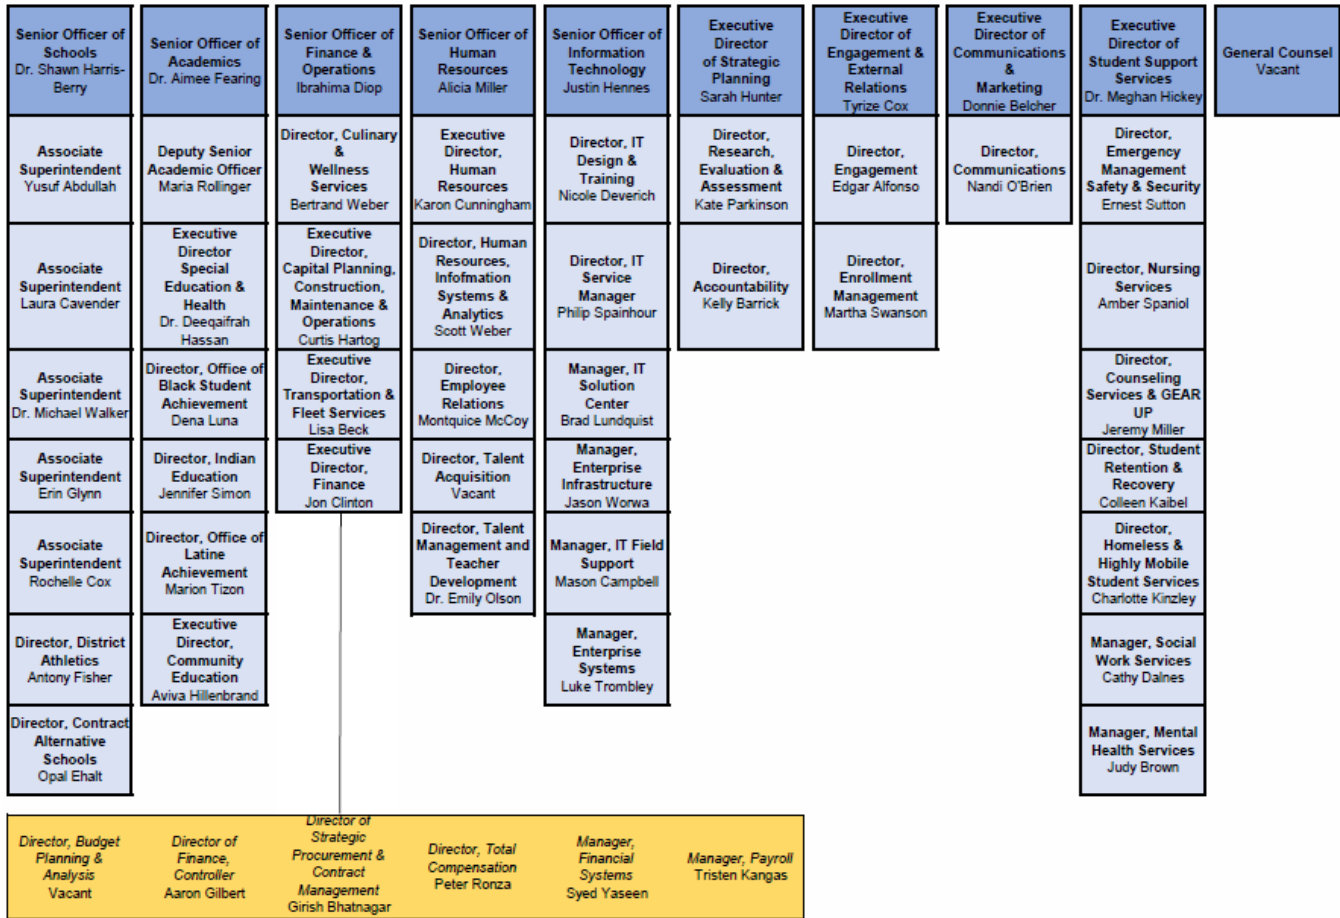 Senior Officer of
Schools
Dr. Shawn Harris-
Berry
Associate
Superintendent
Yusuf Abdullah
Associate
Superintendent
Laura Cavender
Associate
Superintendent
Dr. Michael Walker
Associate
Superintendent
Erin Glynn
Associate
Superintendent
Rochelle Cox
Director, District
Athletics
Antony Fisher
Director, Contract
Alternative
Schools
Opal Ehalt
Senior Officer of
Academics
Dr. Aimee Fearing
Deputy Senior
Academic Officer
Maria Rollinger
Executive
Director
Special
Education &
Health
Dr. Deeqaifrah
Hassan
Director, Office of
Black Student
Achievement
Dena Luna
Director, Indian
Education
Jennifer Simon
Director, Office of
Latine
Achievement
Marion Tizon
Executive
Director,
Community
Education
Aviva Hillenbrand
Senior Officer of
Finance &
Operations
Ibrahima Diop
Director, Culinary
&
Wellness
Services
Bertrand Weber
Executive
Director,
Capital Planning,
Construction,
Maintenance &
Operations
Curtis Hartog
Executive
Director,
Transportation &
Fleet Services
Lisa Beck
Executive
Director,
Finance
Jon Clinton
Senior Officer of
Human
Resources
Alicia Miller
Executive
Director,
Human
Resources
Karon Cunningham
Director, Human
Resources,
Infofmation
Systems &
Analytics
Scott Weber
Director,
Employee
Relations
Montquice McCoy
Director, Talent
Acquisition
Vacant
Director, Talent
Management and
Teacher
Development
Dr. Emily Olson
Senior Officer of
Information
Technology
Justin Hennes
Director, IT
Design &
Training
Nicole Deverich
Director, IT
Service
Manager
Philip Spainhour
Manager, IT
Solution
Center
Brad Lundquist
Manager,
Enterprise
Infrastructure
Jason Worwa
Manager, IT Field
Support
Mason Campbell
Manager,
Enterprise
Systems
Luke Trombley
Executive
Director
of Strategic
Planning
Sarah Hunter
Director,
Research,
Evaluation &
Assessment
Kate Parkinson
Director,
Accountability
Kelly Barrick
Executive
Director of
Engagement &
External
Relations
Tyrize Cox
Director,
Engagement
Edgar Alfonso
Director,
Enrollment
Management
Martha Swanson
Executive
Director of
Communications
&
Marketing
Donnie Belcher
Director,
Communications
Nandi O'Brien
Executive
Director of
Student Support
Services
Dr. Meghan Hickey
Director,
Emergency
Management
Safety & Security
Ernest Sutton
Director, Nursing
Services
Amber Spaniol
Director,
Counseling
Services & GEAR
UP
Jeremy Miller
Director, Student
Retention &
Recovery
Colleen Kaibel
Director,
Homeless &
Highly Mobile
Student Services
Charlotte Kinzley
Manager, Social
Work Services
Cathy Dalnes
Manager, Mental
Health Services
Judy Brown
General Counsel
Vacant
Director, Budget
Planning &
Analysis
Vacant
Director of
Finance,
Controller
Aaron Gilbert
Director of
Strategic
Procurement &
Contract
Management
Girish Bhatnagar
Director, Total
Compensation
Peter Ronza
Manager,
Financial
Systems
Syed Yaseen
Manager, Payroll
Tristen Kangas